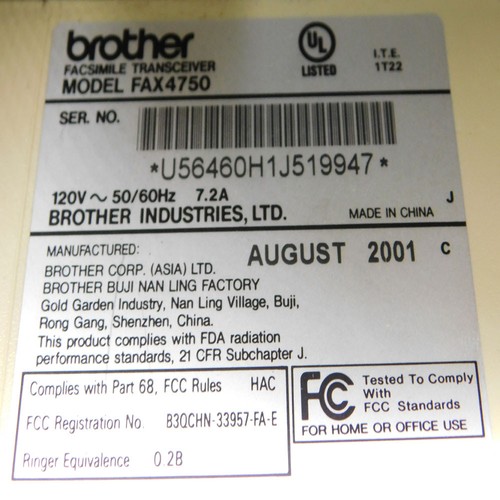 brother
FACSIMILE TRANSCEIVER
MODEL FAX4750
UL
LISTED
I.T.E.
1T22
SER. NO.
*U56460H1J519947*
120V ~ 50/60Hz 7.2A
J
BROTHER INDUSTRIES, LTD.
MADE IN CHINA
MANUFACTURED:
AUGUST 2001 C
BROTHER CORP. (ASIA) LTD.
BROTHER BUJI NAN LING FACTORY
Gold Garden Industry, Nan Ling Village, Buji,
Rong Gang, Shenzhen, China.
This product complies with FDA radiation
performance standards, 21 CFR Subchapter J.
Complies with Part 68, FCC Rules HAC
FCC Registration No. B3QCHN-33957-FA-E
Ringer Equivalence 0.2B
FC
Tested To Comply
With
FCC Standards
FOR HOME OR OFFICE USE